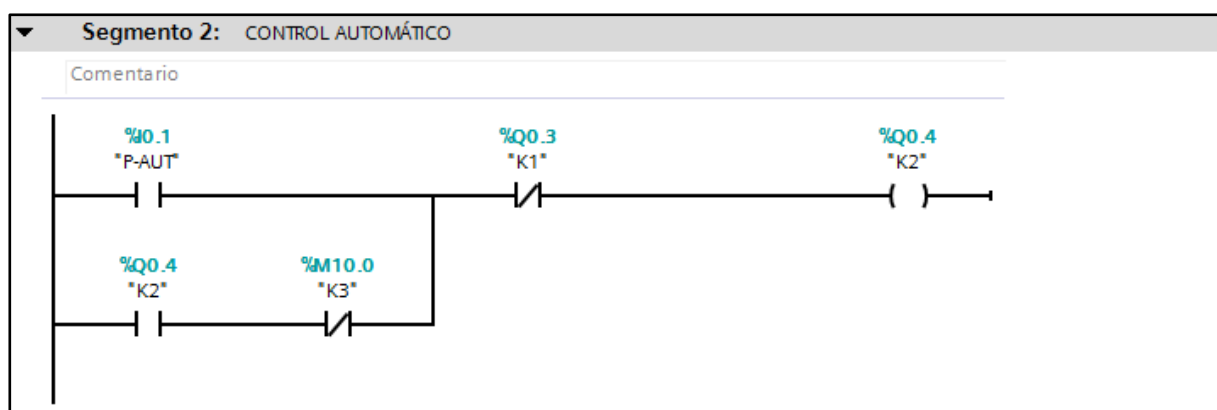 Segmento 2: CONTROL AUTOMÁTICO
Comentario
%I0.1 %Q0.3 %Q0.4
"P-AUT" "K1" "K2"
%Q0.4 %M10.0
"K2" "K3"